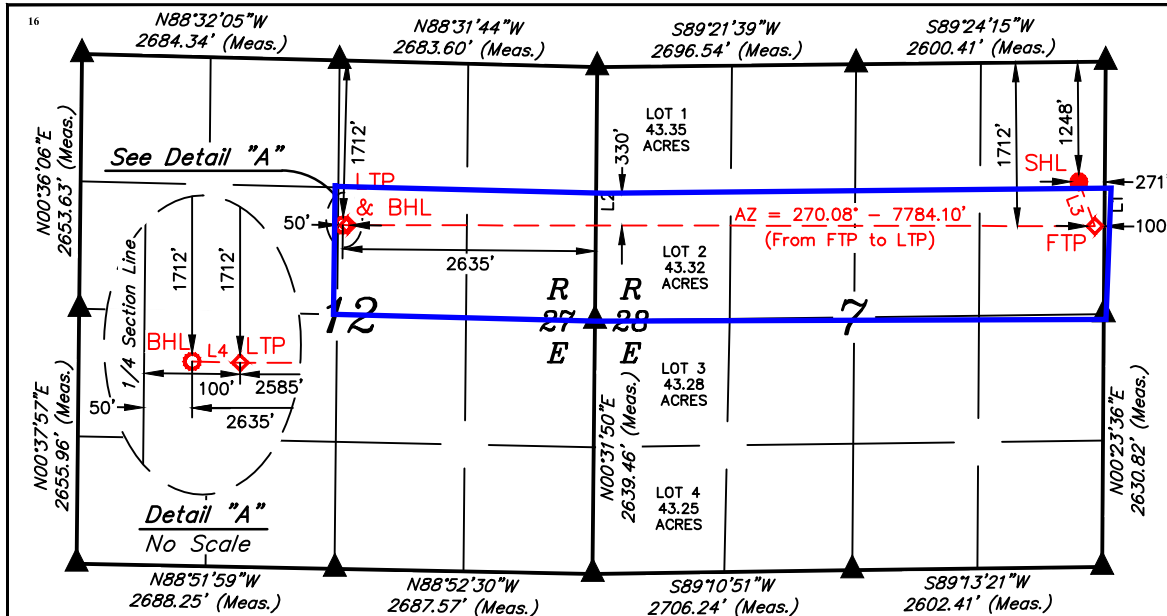 16
N88°32'05"W
2684.34' (Meas.)
N88°31'44"W
2683.60' (Meas.)
S89°21'39"W
2696.54' (Meas.)
S89°24'15"W
2600.41' (Meas.)
N00°36'06"E
2653.63' (Meas.)
See Detail "A"
1712'
LTP
& BHL
50'
2635'
LOT 1
43.35
ACRES
330'
L2
1712'
1248'
SHL
271'
L1
L3
100'
FTP
AZ = 270.08° - 7784.10'
(From FTP to LTP)
LOT 2
43.32
ACRES
12
R
27
E
R
28
E
7
1/4 Section Line
1712'
1712'
BHL
L4
LTP
100'
2585'
50'
2635'
Detail "A"
No Scale
N00°37'57"E
2655.96' (Meas.)
LOT 3
43.28
ACRES
N00°31'50"E
2639.46' (Meas.)
N00°23'36"E
2630.82' (Meas.)
LOT 4
43.25
ACRES
N88°51'59"W
2688.25' (Meas.)
N88°52'30"W
2687.57' (Meas.)
S89°10'51"W
2706.24' (Meas.)
S89°13'21"W
2602.41' (Meas.)